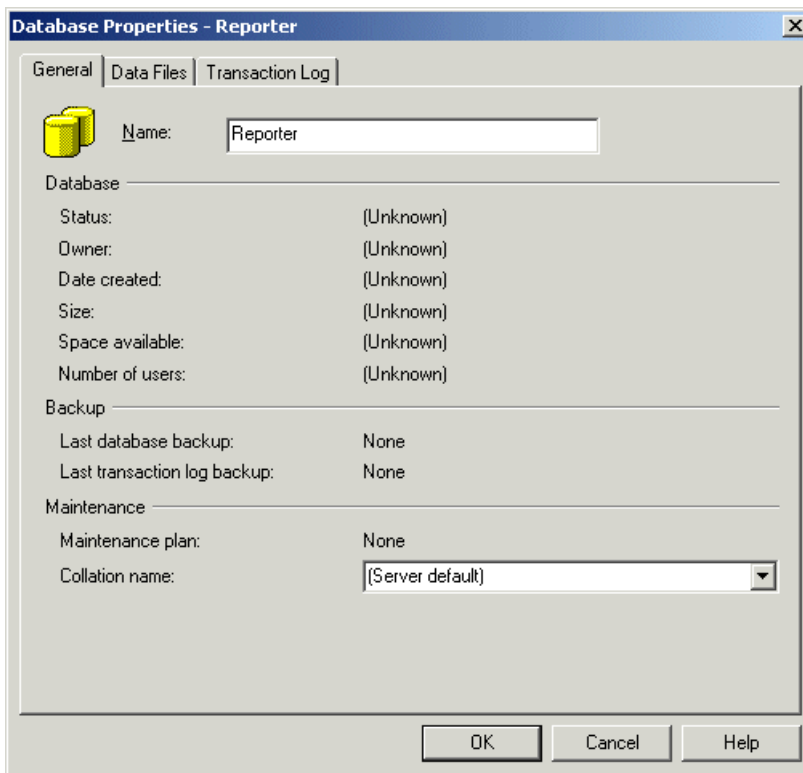 Database Properties - Reporter
General Data Files Transaction Log
Name: Reporter
Database
Status: (Unknown)
Owner: (Unknown)
Date created: (Unknown)
Size: (Unknown)
Space available: (Unknown)
Number of users: (Unknown)
Backup
Last database backup: None
Last transaction log backup: None
Maintenance
Maintenance plan: None
Collation name: (Server default)
OK Cancel Help